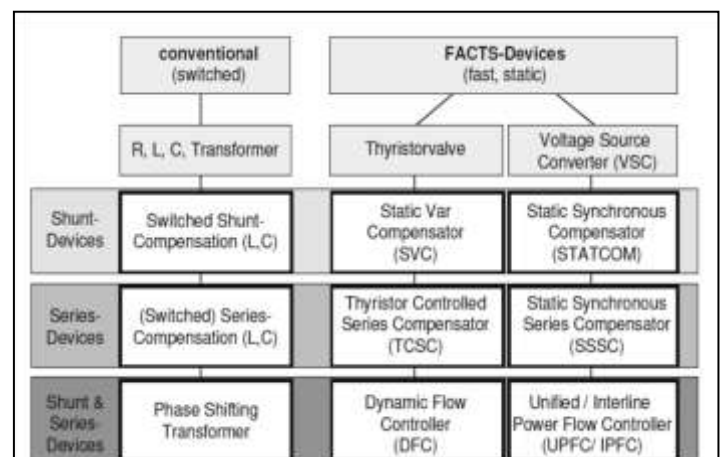 conventional
(switched)
FACTS-Devices
(fast, static)
R, L, C, Transformer
Thyristorvalve
Voltage Source
Converter (VSC)
Shunt-
Devices
Switched Shunt-
Compensation (L,C)
Static Var
Compensator
(SVC)
Static Synchronous
Compensator
(STATCOM)
Series-
Devices
(Switched) Series-
Compensation (L,C)
Thyristor Controlled
Series Compensator
(TCSC)
Static Synchronous
Series Compensator
(SSSC)
Shunt &
Series-
Devices
Phase Shifting
Transformer
Dynamic Flow
Controller
(DFC)
Unified / Interline
Power Flow Controller
(UPFC/ IPFC)